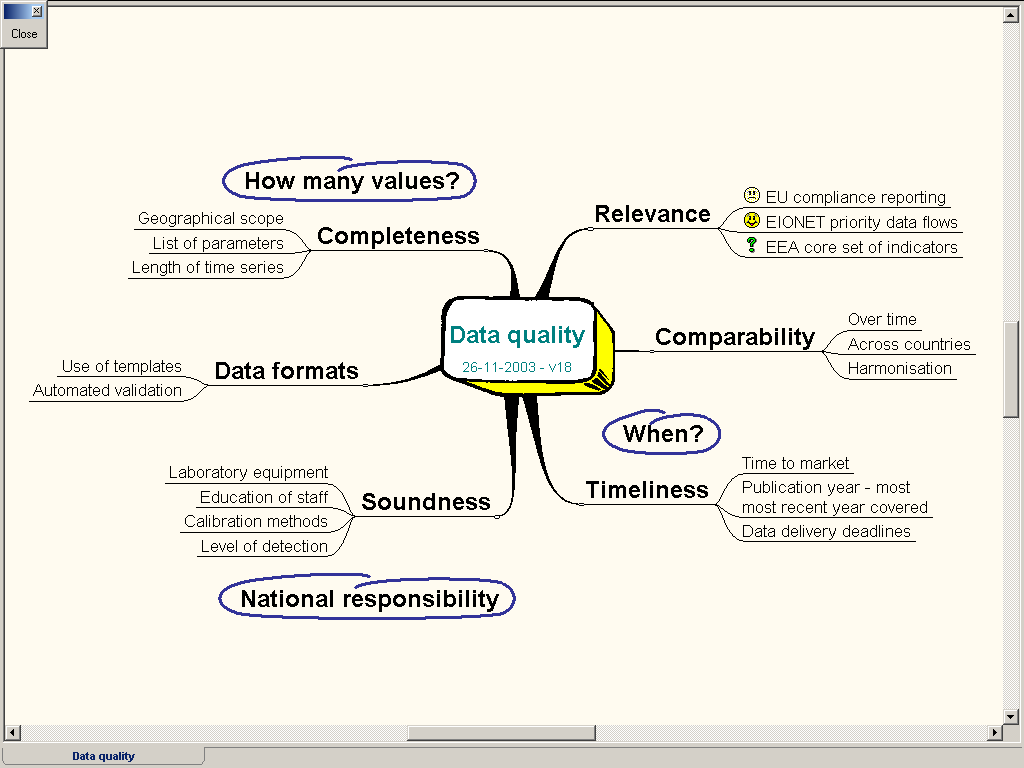 Close
How many values?
Geographical scope
List of parameters
Length of time series
Completeness
Relevance
EU compliance reporting
EIONET priority data flows
? EEA core set of indicators
Data quality
26-11-2003 - v18
Comparability
Over time
Across countries
Harmonisation
Use of templates
Automated validation
Data formats
When?
Timeliness
Time to market
Publication year - most
most recent year covered
Data delivery deadlines
Laboratory equipment
Education of staff
Calibration methods
Level of detection
Soundness
National responsibility
Data quality